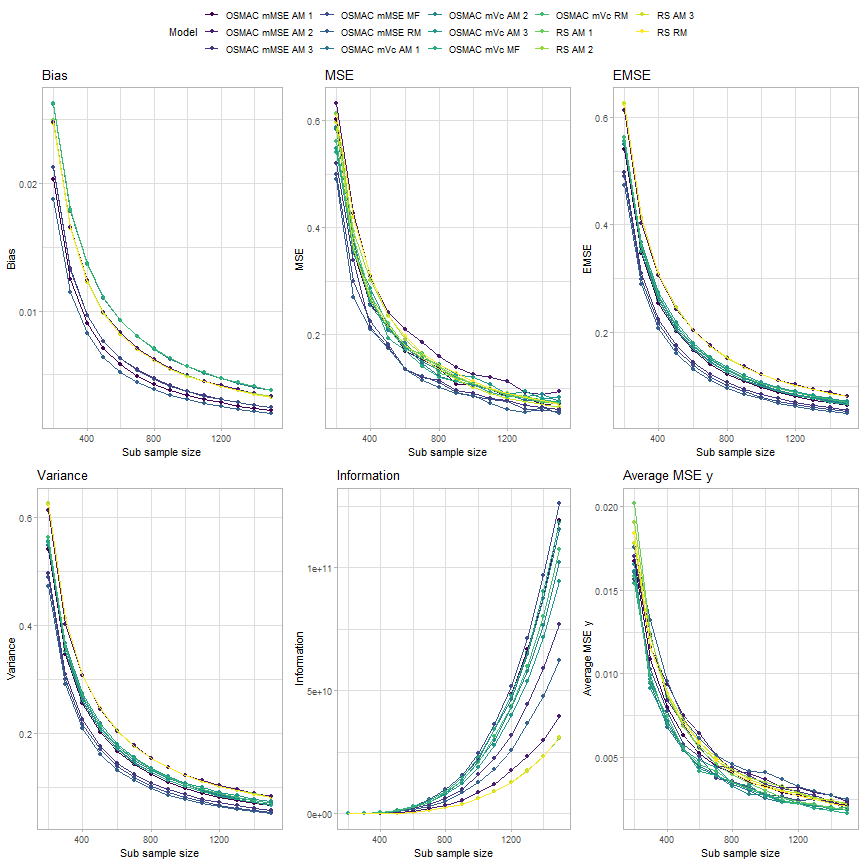 OSMAC mMSE AM 1 OSMAC mMSE MF OSMAC mVc AM 2 OSMAC mVc RM RS AM 3
Model OSMAC mMSE AM 2 OSMAC mMSE RM OSMAC mVc AM 3 RS AM 1 RS RM
OSMAC mMSE AM 3 OSMAC mVc AM 1 OSMAC mVc MF RS AM 2
Bias MSE EMSE
0.02
0.01
Bias
400 800 1200
Sub sample size
0.6
0.4
0.2
MSE
400 800 1200
Sub sample size
0.6
0.4
0.2
EMSE
400 800 1200
Sub sample size
Variance Information Average MSE y
0.6
0.4
0.2
Variance
400 800 1200
Sub sample size
1e+11
5e+10
0e+00
Information
400 800 1200
Sub sample size
0.020
0.015
0.010
0.005
Average MSE y
400 800 1200
Sub sample size